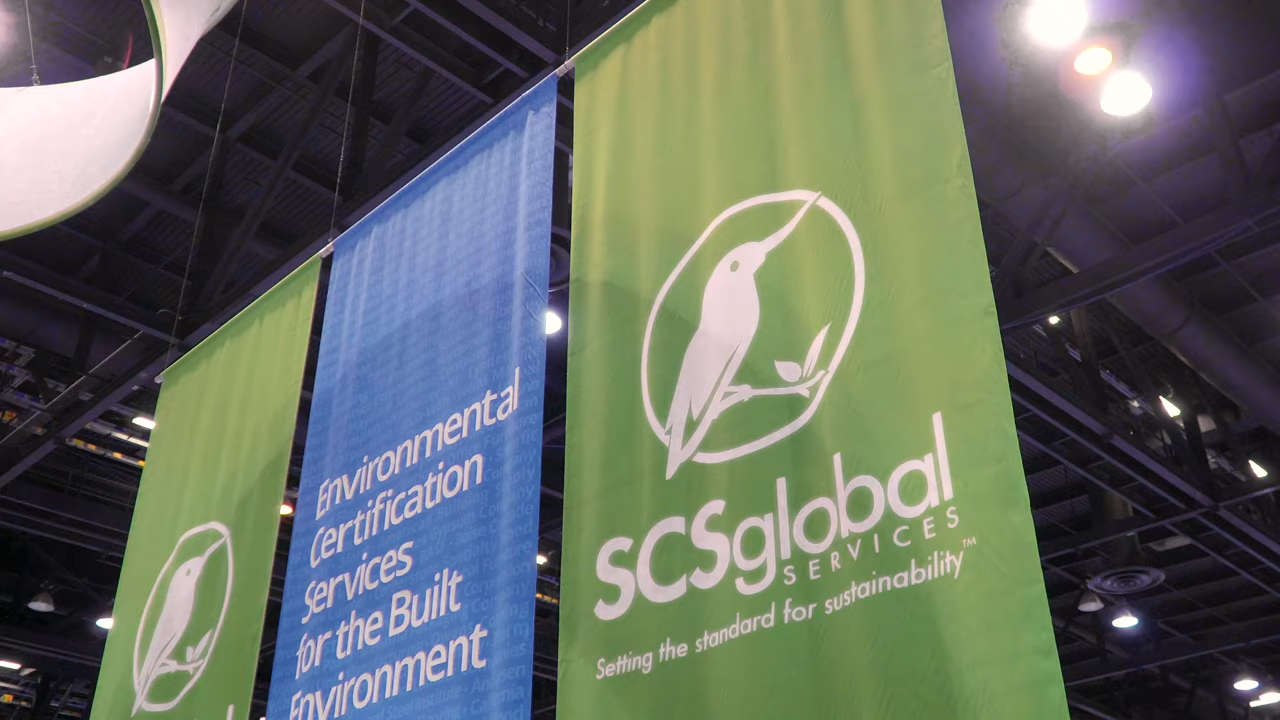 Environmental
Certification
Services
for the Built
Environment
SCSglobal
SERVICES
Setting the standard for sustainability™